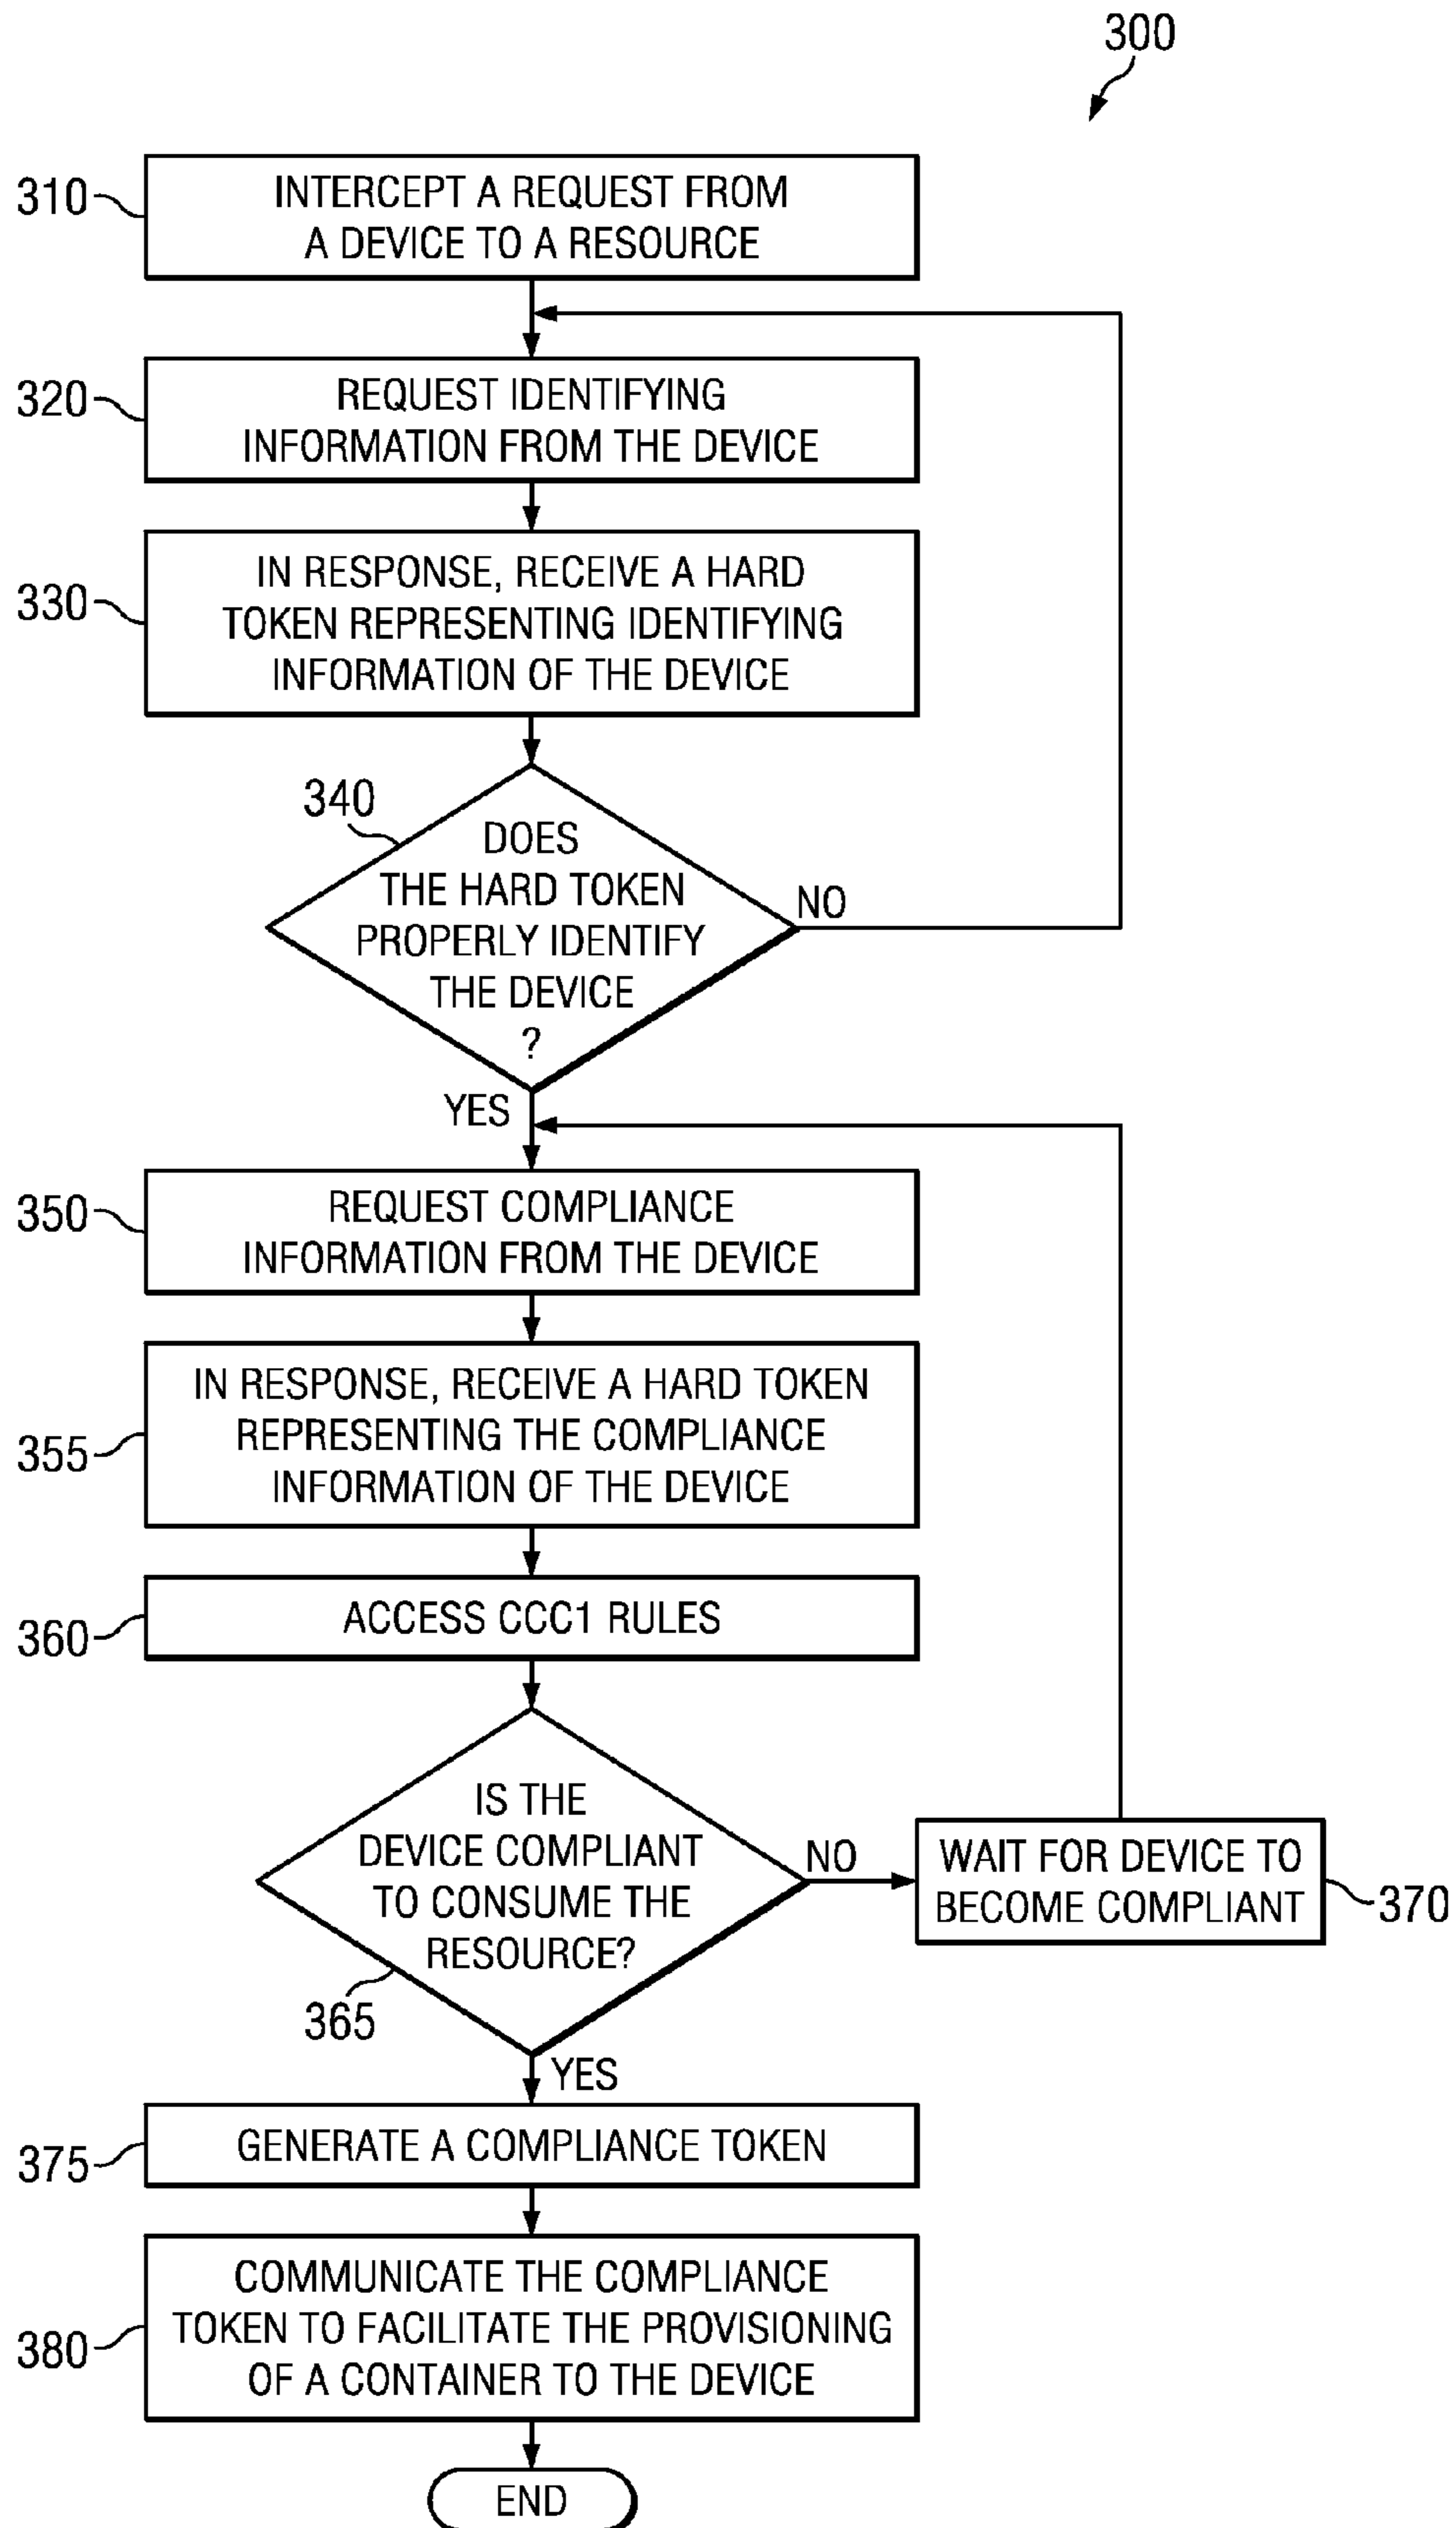 300
310
INTERCEPT A REQUEST FROM
A DEVICE TO A RESOURCE
320
REQUEST IDENTIFYING
INFORMATION FROM THE DEVICE
330
IN RESPONSE, RECEIVE A HARD
TOKEN REPRESENTING IDENTIFYING
INFORMATION OF THE DEVICE
340
DOES
THE HARD TOKEN
PROPERLY IDENTIFY
THE DEVICE
?
NO
YES
350
REQUEST COMPLIANCE
INFORMATION FROM THE DEVICE
355
IN RESPONSE, RECEIVE A HARD TOKEN
REPRESENTING THE COMPLIANCE
INFORMATION OF THE DEVICE
360
ACCESS CCC1 RULES
IS THE
DEVICE COMPLIANT
TO CONSUME THE
RESOURCE?
365
NO
WAIT FOR DEVICE TO
BECOME COMPLIANT
370
YES
375
GENERATE A COMPLIANCE TOKEN
380
COMMUNICATE THE COMPLIANCE
TOKEN TO FACILITATE THE PROVISIONING
OF A CONTAINER TO THE DEVICE
END